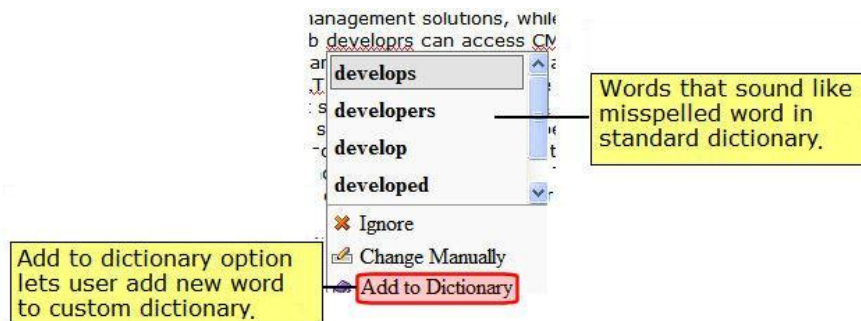 management solutions, while
b developrs can access CM
develops
developers
develop
developed
Ignore
Change Manually
Add to Dictionary
Words that sound like
misspelled word in
standard dictionary.
Add to dictionary option
lets user add new word
to custom dictionary.